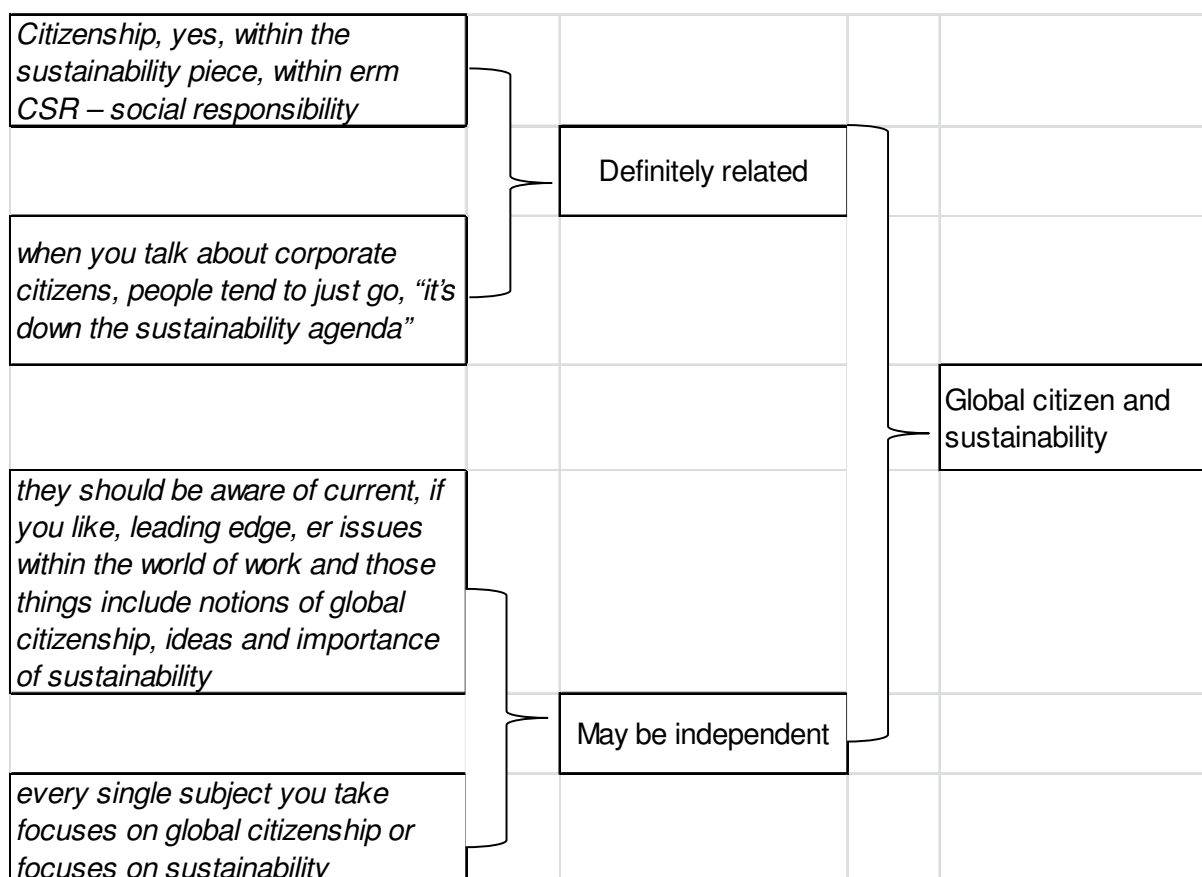 Citizenship, yes, within the
sustainability piece, within erm
CSR – social responsibility
Definitely related
when you talk about corporate
citizens, people tend to just go, “it’s
down the sustainability agenda”
Global citizen and
sustainability
they should be aware of current, if
you like, leading edge, er issues
within the world of work and those
things include notions of global
citizenship, ideas and importance
of sustainability
May be independent
every single subject you take
focuses on global citizenship or
focuses on sustainability